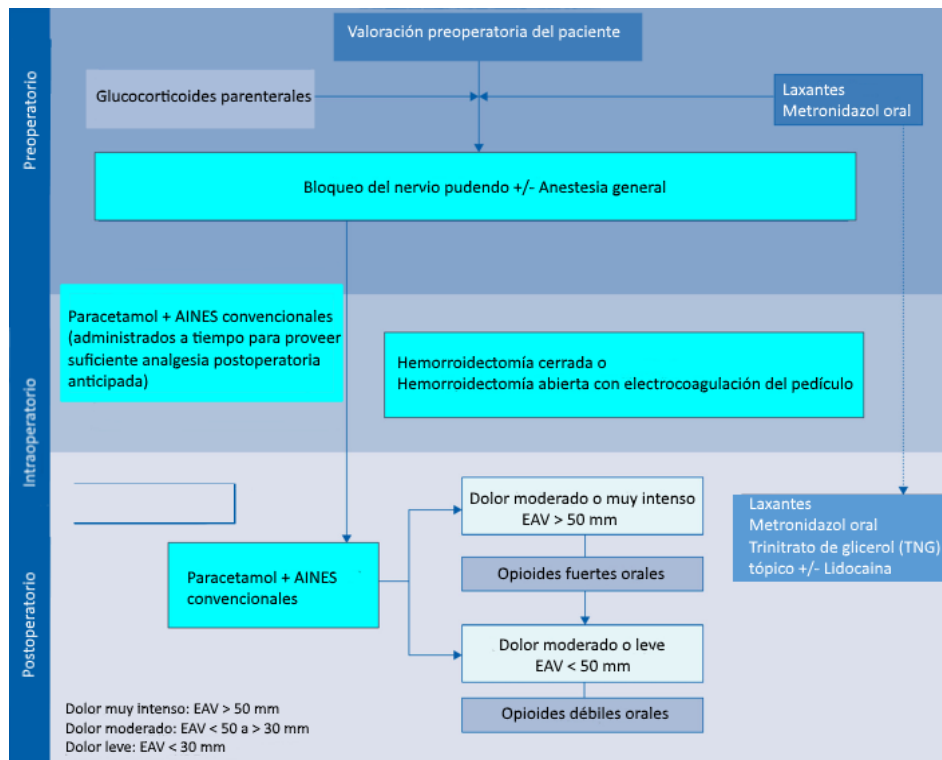 Valoración preoperatoria del paciente
Glucocorticoides parenterales
Laxantes
Metronidazol oral
Preoperatorio
Bloqueo del nervio pudendo +/- Anestesia general
Paracetamol + AINES convencionales
(administrados a tiempo para proveer
suficiente analgesia postoperatoria
anticipada)
Hemorroidectomía cerrada o
Hemorroidectomía abierta con electrocoagulación del pedículo
Intraoperatorio
Dolor moderado o muy intenso
EAV > 50 mm
Laxantes
Metronidazol oral
Trinitrato de glicerol (TNG)
tópico +/- Lidocaina
Opioides fuertes orales
Paracetamol + AINES
convencionales
Postoperatorio
Dolor moderado o leve
EAV < 50 mm
Opioides débiles orales
Dolor muy intenso: EAV > 50 mm
Dolor moderado: EAV < 50 a > 30 mm
Dolor leve: EAV < 30 mm